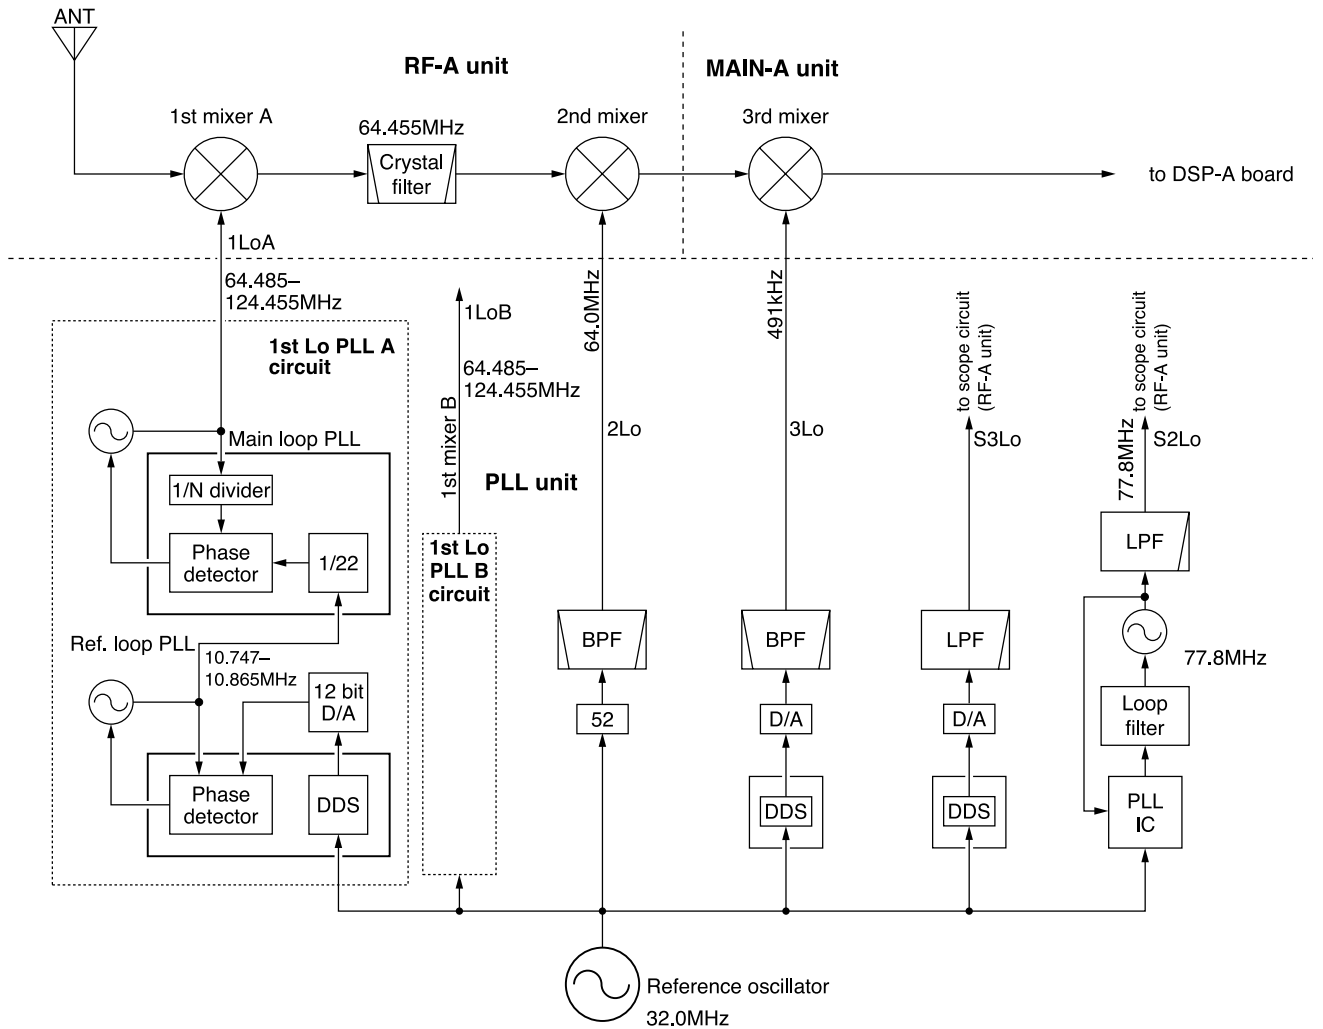 ANT
RF-A unit
MAIN-A unit
1st mixer A
64.455MHz
2nd mixer
3rd mixer
Crystal
filter
to DSP-A board
1LoA
64.485–
124.455MHz
1LoB
64.485–
124.455MHz
1st mixer B
64.0MHz
2Lo
491kHz
3Lo
to scope circuit
(RF-A unit)
S3Lo
to scope circuit
(RF-A unit)
S2Lo
77.8MHz
1st Lo PLL A
circuit
Main loop PLL
1/N divider
Phase
detector
1/22
PLL unit
1st Lo
PLL B
circuit
LPF
Ref. loop PLL
10.747–
10.865MHz
12 bit
D/A
BPF
BPF
LPF
77.8MHz
52
D/A
D/A
Loop
filter
Phase
detector
DDS
DDS
DDS
PLL
IC
Reference oscillator
32.0MHz